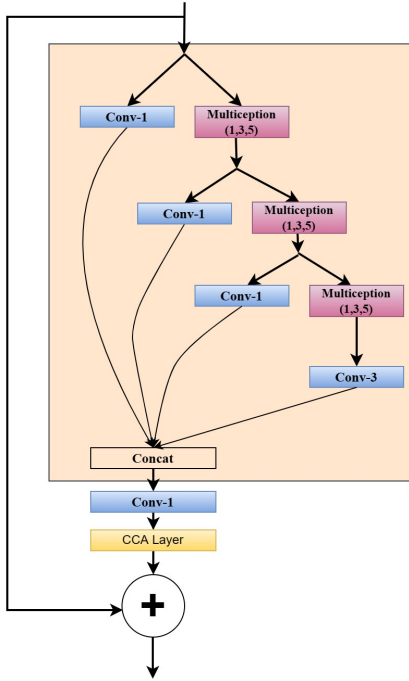 Conv-1
Multiception
(1,3,5)
Conv-1
Multiception
(1,3,5)
Conv-1
Multiception
(1,3,5)
Conv-3
Concat
Conv-1
CCA Layer
+